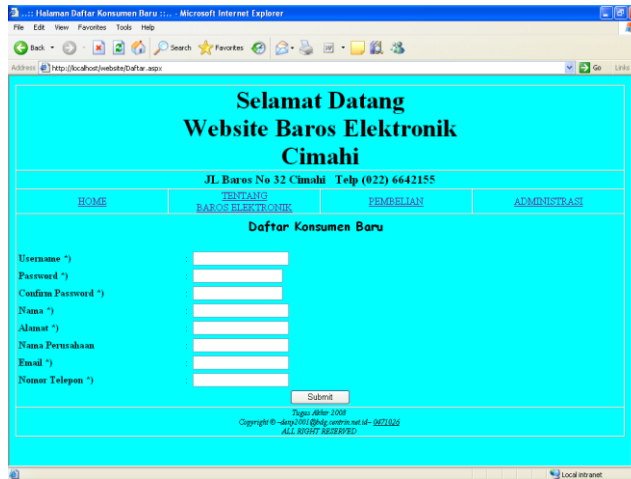 ..:: Halaman Daftar Konsumen Baru ::.. - Microsoft Internet Explorer
File Edit View Favorites Tools Help
Back Search Favorites
Address http://localhost/website/Daftar.aspx Go Links
Selamat Datang
Website Baros Elektronik
Cimahi
JL Baros No 32 Cimahi Telp (022) 6642155
HOME TENTANG BAROS ELEKTRONIK PEMBELIAN ADMINISTRASI
Daftar Konsumen Baru
Username *) :
Password *) :
Confirm Password *) :
Nama *) :
Alamat *) :
Nama Perusahaan :
Email *) :
Nomor Telepon *) :
Submit
Tugas Akhir 2008
Copyright © 0471026
ALL RIGHT RESERVED
Local intranet